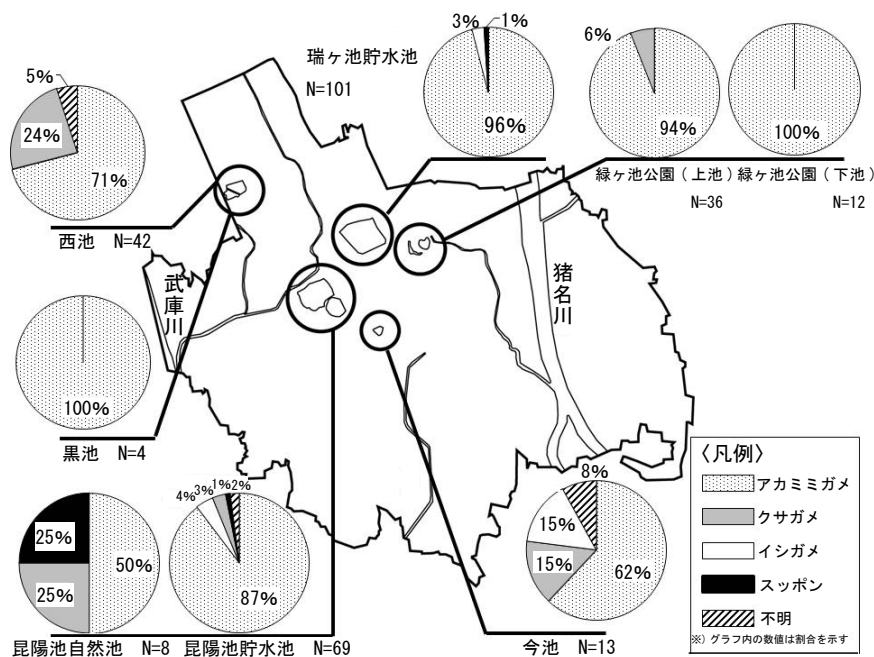 瑞ヶ池貯水池
N=101
3%
1%
96%
6%
94%
100%
緑ヶ池公園(上池)
N=36
緑ヶ池公園(下池)
N=12
5%
24%
71%
西池 N=42
武庫川
猪名川
100%
黒池 N=4
25%
25%
50%
昆陽池自然池 N=8
4%
3%
1%
2%
87%
昆陽池貯水池 N=69
8%
15%
15%
62%
今池 N=13
〈凡例〉
アカミミガメ
クサガメ
イシガメ
スッポン
不明
※)グラフ内の数値は割合を示す